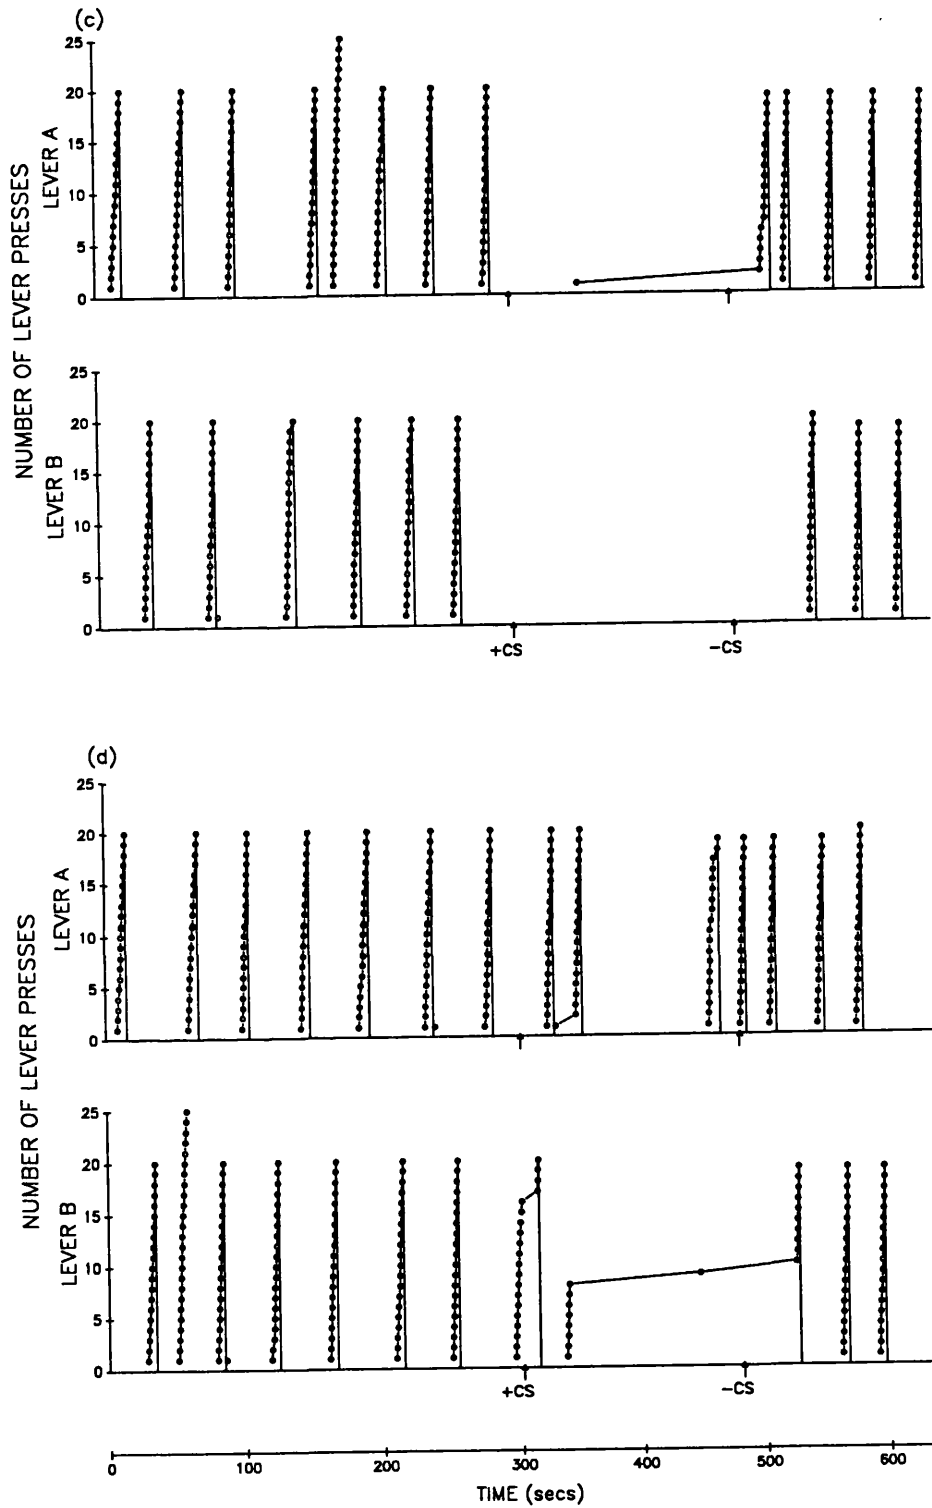 (c)
NUMBER OF LEVER PRESSES
LEVER A
25
20
15
10
5
0
LEVER B
25
20
15
10
5
0
+CS
−CS
(d)
NUMBER OF LEVER PRESSES
LEVER A
25
20
15
10
5
0
LEVER B
25
20
15
10
5
0
+CS
−CS
0
100
200
300
400
500
600
TIME (secs)